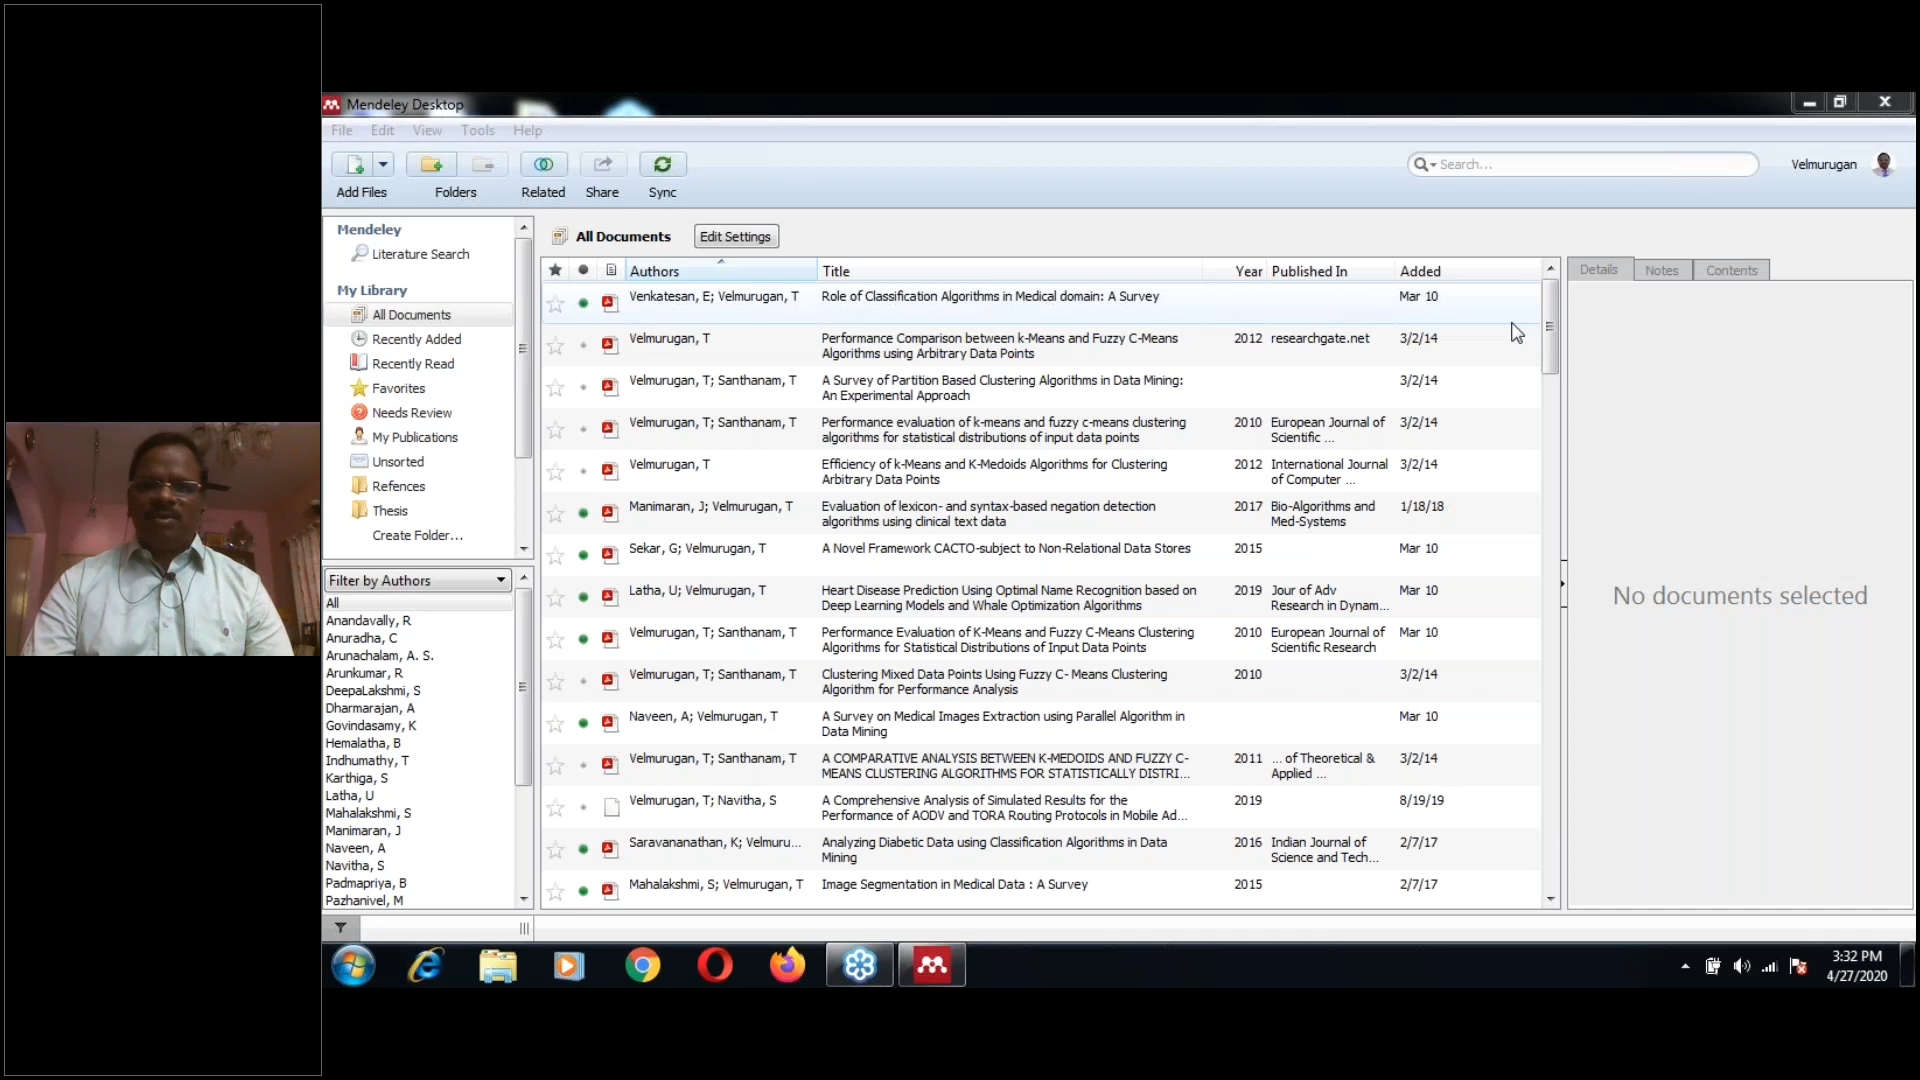 Mendeley Desktop
File Edit View Tools Help
Add Files Folders Related Share Sync
Search...
Velmurugan
Mendeley
Literature Search
My Library
All Documents
Recently Added
Recently Read
Favorites
Needs Review
My Publications
Unsorted
Refences
Thesis
Create Folder...
Filter by Authors
All
Anandavally, R
Anuradha, C
Arunachalam, A. S.
Arunkumar, R
DeepaLakshmi, S
Dharmarajan, A
Govindasamy, K
Hemalatha, B
Indhumathy, T
Karthiga, S
Latha, U
Mahalakshmi, S
Manimaran, J
Naveen, A
Navitha, S
Padmapriya, B
Pazhanivel, M
All Documents Edit Settings
Authors Title Year Published In Added
Venkatesan, E; Velmurugan, T Role of Classification Algorithms in Medical domain: A Survey Mar 10
Velmurugan, T Performance Comparison between k-Means and Fuzzy C-Means 2012 researchgate.net 3/2/14
Algorithms using Arbitrary Data Points
Velmurugan, T; Santhanam, T A Survey of Partition Based Clustering Algorithms in Data Mining: 3/2/14
An Experimental Approach
Velmurugan, T; Santhanam, T Performance evaluation of k-means and fuzzy c-means clustering 2010 European Journal of 3/2/14
algorithms for statistical distributions of input data points Scientific ...
Velmurugan, T Efficiency of k-Means and K-Medoids Algorithms for Clustering 2012 International Journal 3/2/14
Arbitrary Data Points of Computer ...
Manimaran, J; Velmurugan, T Evaluation of lexicon- and syntax-based negation detection 2017 Bio-Algorithms and 1/18/18
algorithms using clinical text data Med-Systems
Sekar, G; Velmurugan, T A Novel Framework CACTO-subject to Non-Relational Data Stores 2015 Mar 10
Latha, U; Velmurugan, T Heart Disease Prediction Using Optimal Name Recognition based on 2019 Jour of Adv Mar 10
Deep Learning Models and Whale Optimization Algorithms Research in Dynam...
Velmurugan, T; Santhanam, T Performance Evaluation of K-Means and Fuzzy C-Means Clustering 2010 European Journal of Mar 10
Algorithms for Statistical Distributions of Input Data Points Scientific Research
Velmurugan, T; Santhanam, T Clustering Mixed Data Points Using Fuzzy C- Means Clustering 2010 3/2/14
Algorithm for Performance Analysis
Naveen, A; Velmurugan, T A Survey on Medical Images Extraction using Parallel Algorithm in Mar 10
Data Mining
Velmurugan, T; Santhanam, T A COMPARATIVE ANALYSIS BETWEEN K-MEDOIDS AND FUZZY C- 2011 ... of Theoretical & 3/2/14
MEANS CLUSTERING ALGORITHMS FOR STATISTICALLY DISTRI... Applied ...
Velmurugan, T; Navitha, S A Comprehensive Analysis of Simulated Results for the 2019 8/19/19
Performance of AODV and TORA Routing Protocols in Mobile Ad...
Saravananathan, K; Velmuru... Analyzing Diabetic Data using Classification Algorithms in Data 2016 Indian Journal of 2/7/17
Mining Science and Tech...
Mahalakshmi, S; Velmurugan, T Image Segmentation in Medical Data : A Survey 2015 2/7/17
Details Notes Contents
No documents selected
3:32 PM
4/27/2020